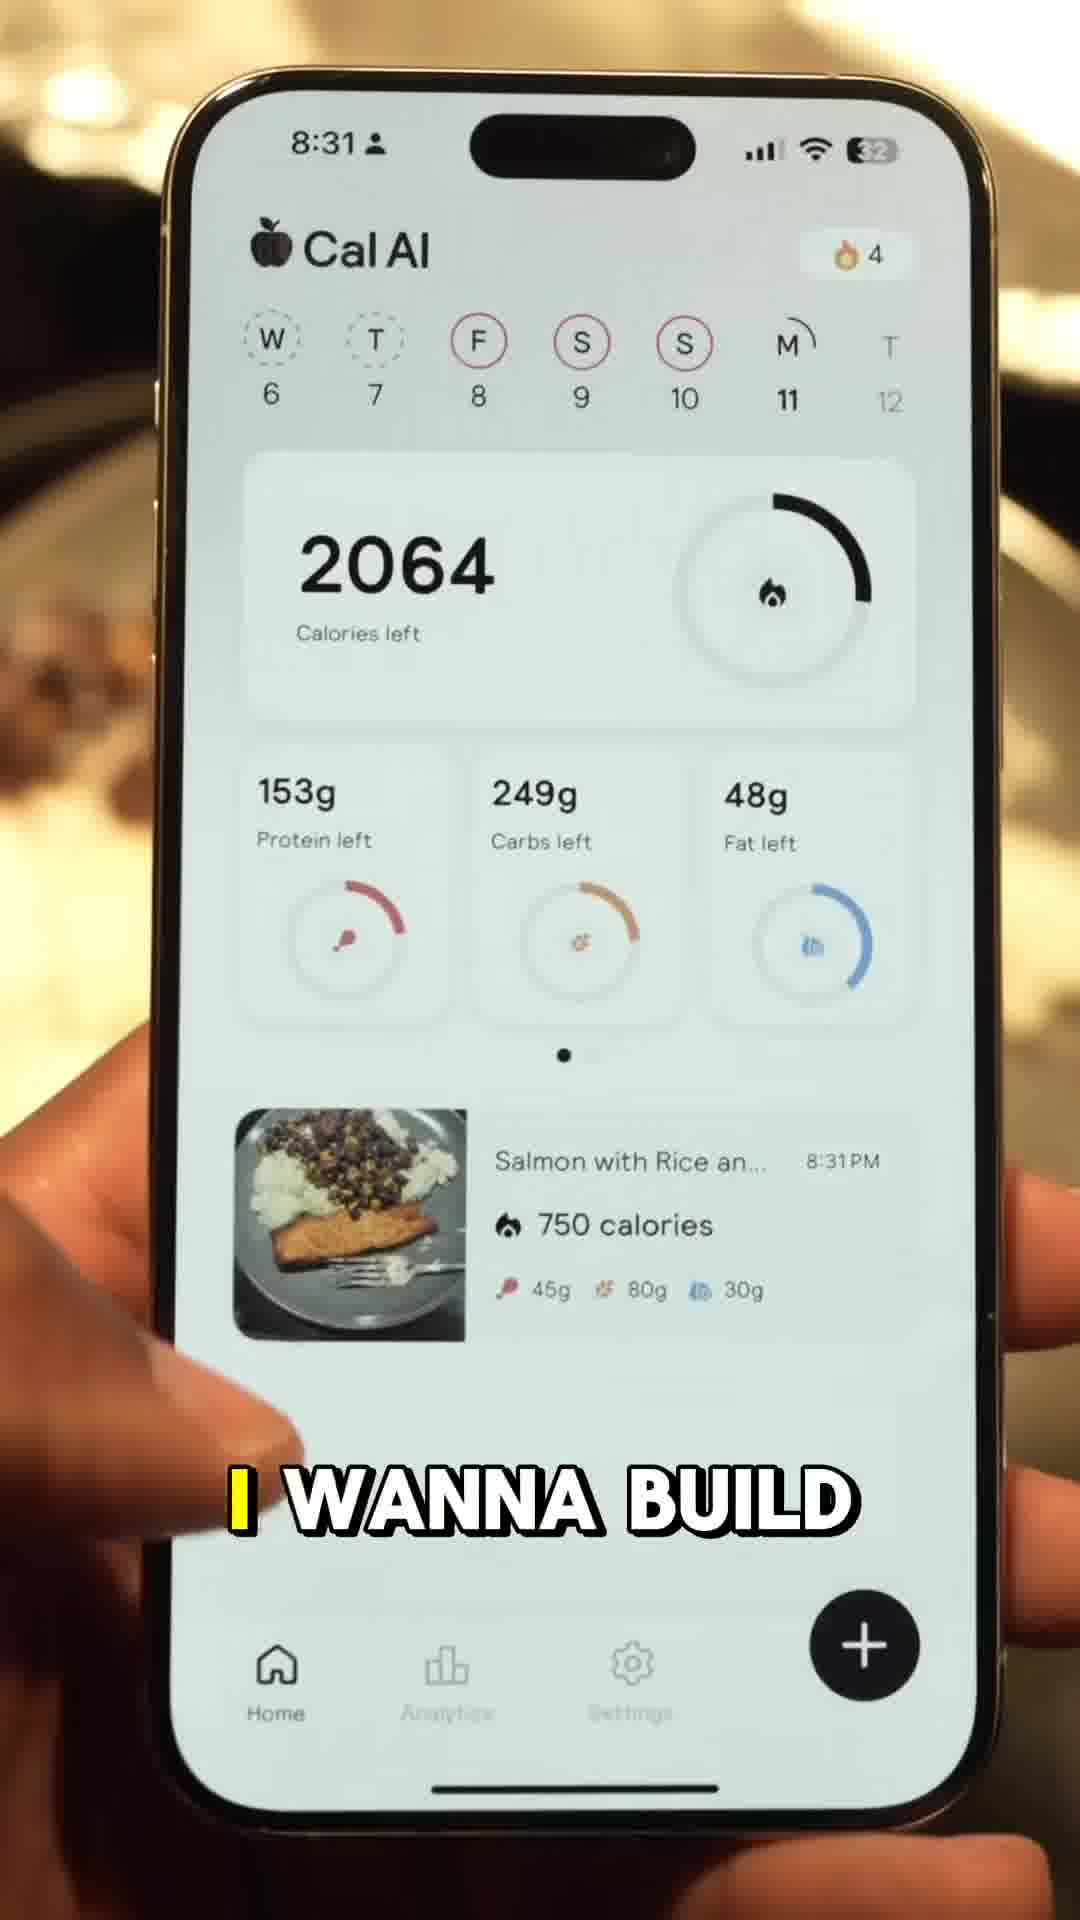 8:31
32
Cal AI
4
W T F S S M T
6 7 8 9 10 11 12
2064
Calories left
153g 249g 48g
Protein left Carbs left Fat left
Salmon with Rice an... 8:31 PM
750 calories
45g 80g 30g
I WANNA BUILD
Home Analytics Settings